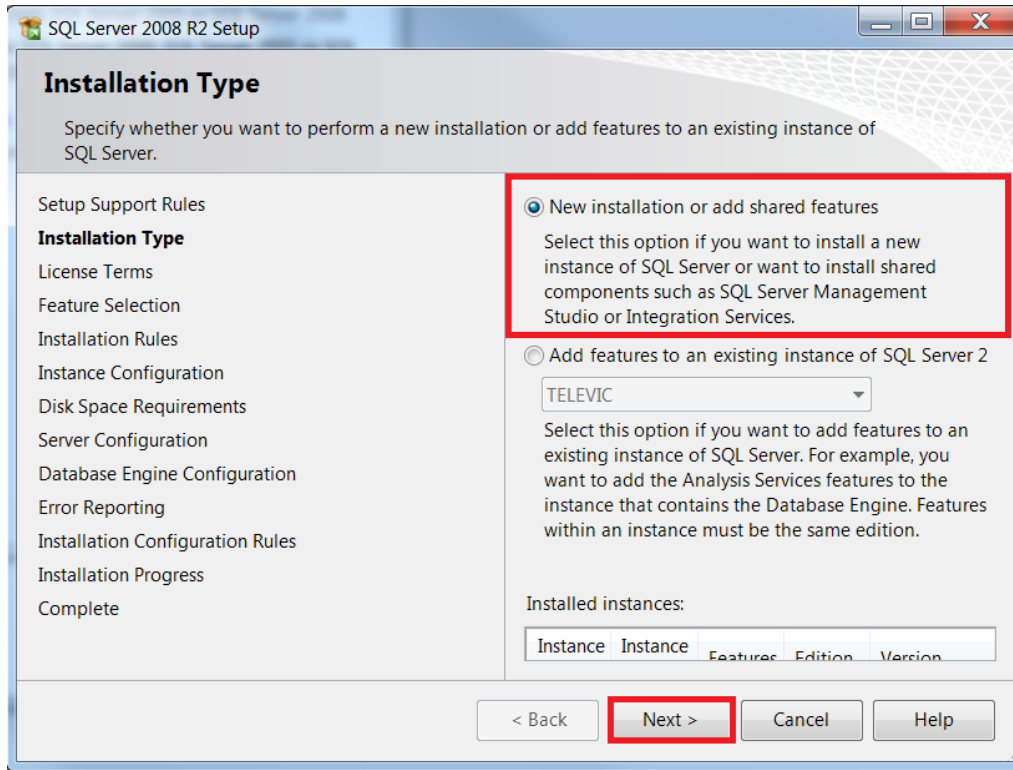 SQL Server 2008 R2 Setup
Installation Type
Specify whether you want to perform a new installation or add features to an existing instance of
SQL Server.
Setup Support Rules
Installation Type
License Terms
Feature Selection
Installation Rules
Instance Configuration
Disk Space Requirements
Server Configuration
Database Engine Configuration
Error Reporting
Installation Configuration Rules
Installation Progress
Complete
New installation or add shared features
Select this option if you want to install a new
instance of SQL Server or want to install shared
components such as SQL Server Management
Studio or Integration Services.
Add features to an existing instance of SQL Server 2
TELEVIC
Select this option if you want to add features to an
existing instance of SQL Server. For example, you
want to add the Analysis Services features to the
instance that contains the Database Engine. Features
within an instance must be the same edition.
Installed instances:
Instance Instance Features Edition Version
< Back Next > Cancel Help